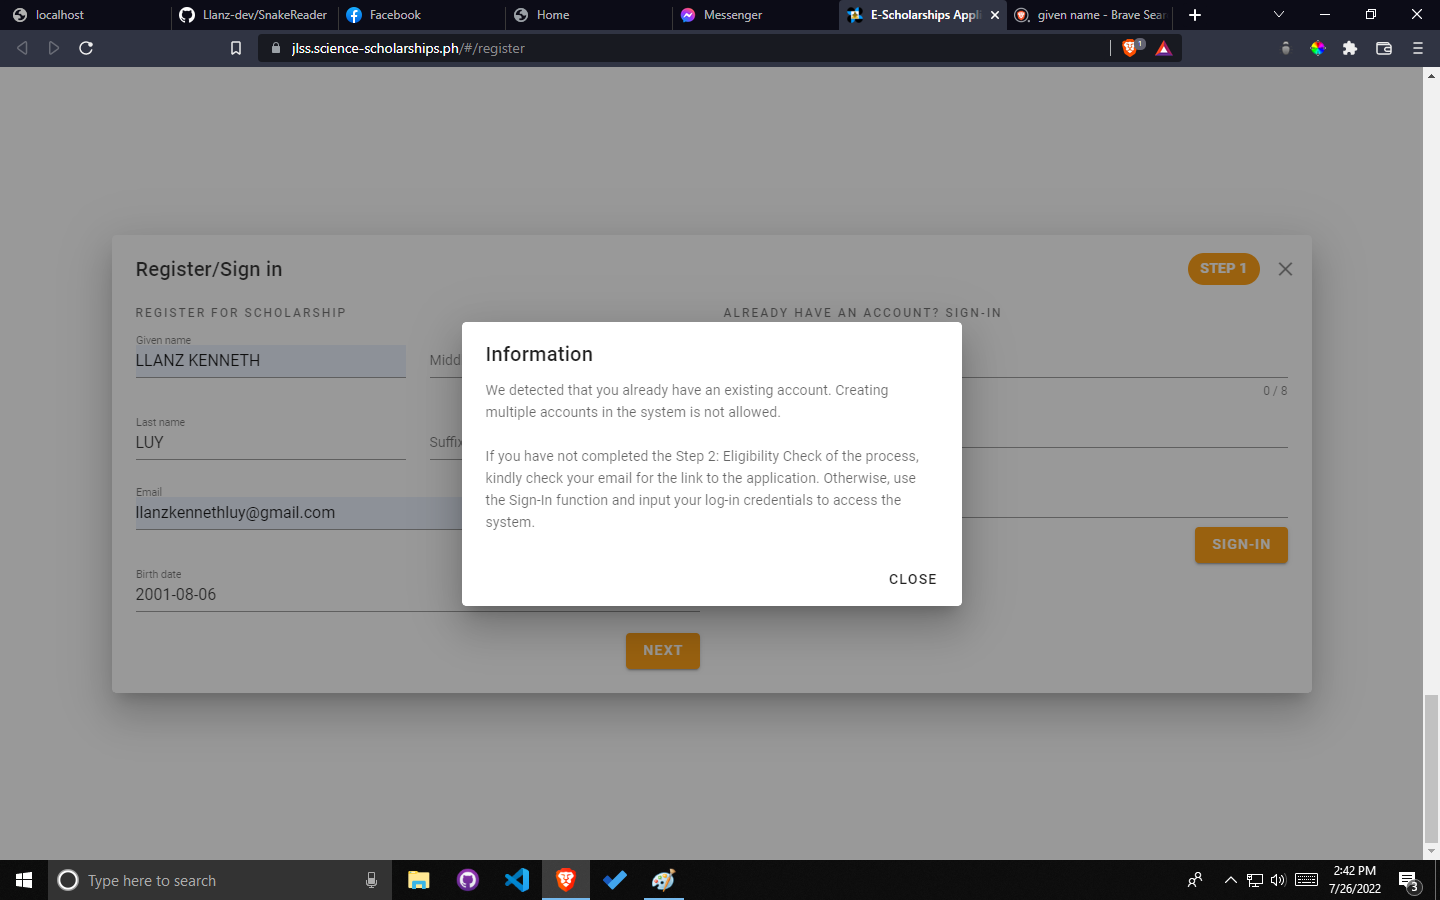 localhost
Llanz-dev/SnakeReader
Facebook
Home
Messenger
E-Scholarships Appli
given name - Brave Sear
jlss.science-scholarships.ph/#/register
1
Register/Sign in
STEP 1
REGISTER FOR SCHOLARSHIP
ALREADY HAVE AN ACCOUNT? SIGN-IN
Given name
LLANZ KENNETH
Midd
0 / 8
Last name
LUY
Suffix
Email
llanzkennethluy@gmail.com
SIGN-IN
Birth date
2001-08-06
NEXT
Information
We detected that you already have an existing account. Creating
multiple accounts in the system is not allowed.
If you have not completed the Step 2: Eligibility Check of the process,
kindly check your email for the link to the application. Otherwise, use
the Sign-In function and input your log-in credentials to access the
system.
CLOSE
Type here to search
2:42 PM
7/26/2022
3